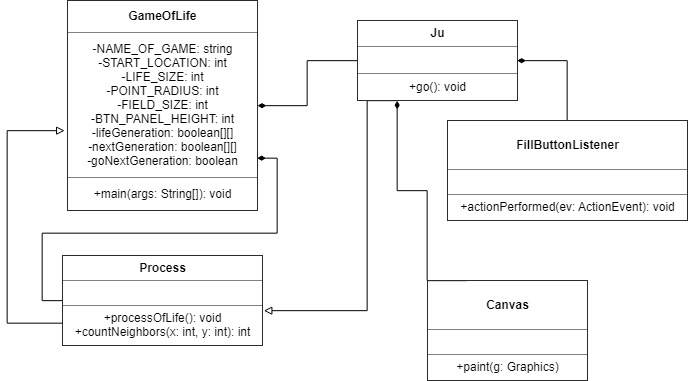 GameOfLife
-NAME_OF_GAME: string
-START_LOCATION: int
-LIFE_SIZE: int
-POINT_RADIUS: int
-FIELD_SIZE: int
-BTN_PANEL_HEIGHT: int
-lifeGeneration: boolean[][]
-nextGeneration: boolean[][]
-goNextGeneration: boolean
+main(args: String[]): void
Ju
+go(): void
FillButtonListener
+actionPerformed(ev: ActionEvent): void
Process
+processOfLife(): void
+countNeighbors(x: int, y: int): int
Canvas
+paint(g: Graphics)